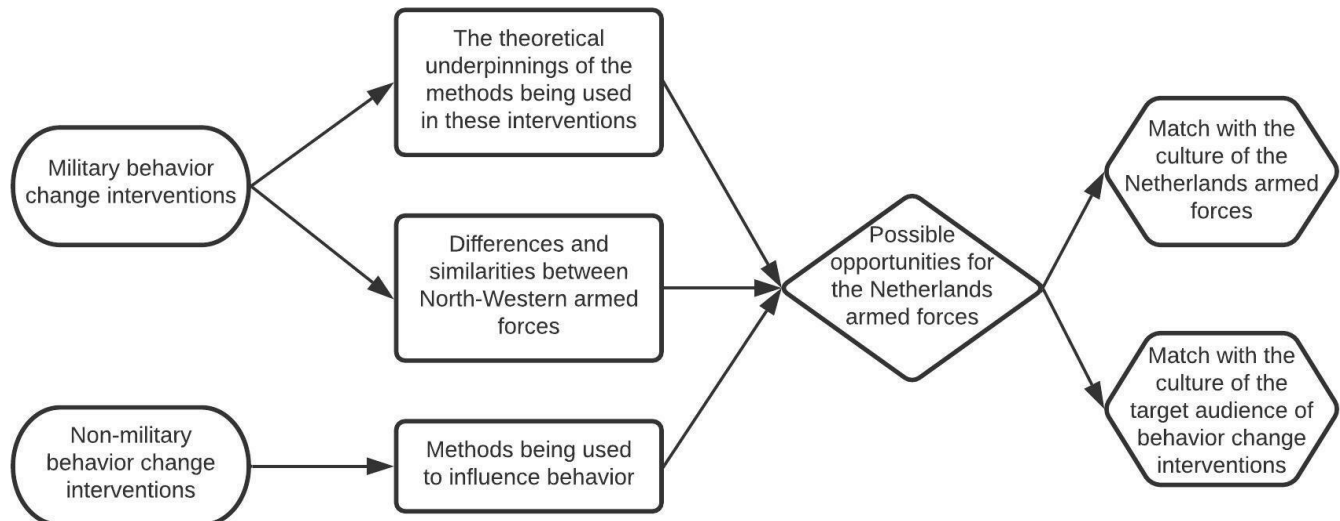 Military behavior
change interventions
The theoretical
underpinnings of the
methods being used
in these interventions
Differences and
similarities between
North-Western armed
forces
Non-military
behavior change
interventions
Methods being used
to influence behavior
Possible
opportunities for
the Netherlands
armed forces
Match with the
culture of the
Netherlands armed
forces
Match with the
culture of the
target audience of
behavior change
interventions